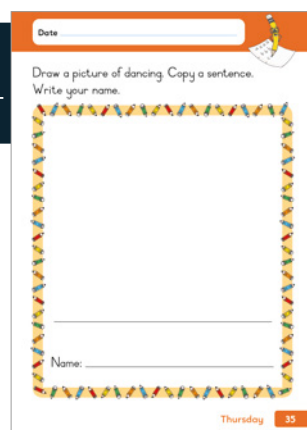 Date
Draw a picture of dancing. Copy a sentence.
Write your name.
Name:
Thursday 35